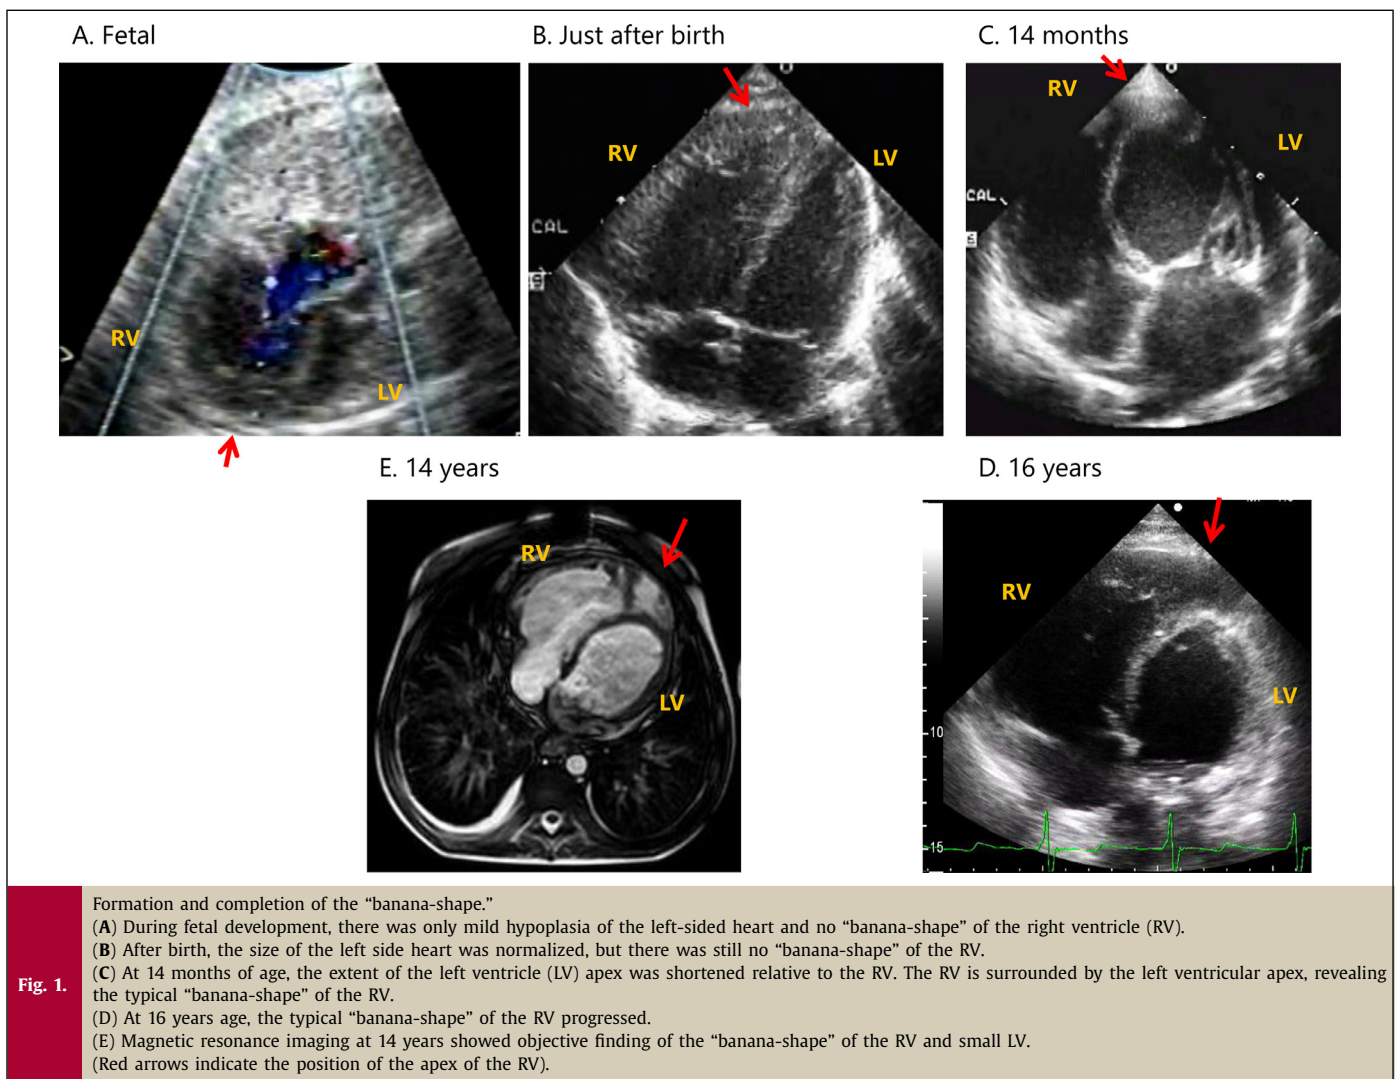 A. Fetal
B. Just after birth
C. 14 months
RV
LV
RV
LV
CAL
RV
LV
CAL
E. 14 years
D. 16 years
RV
LV
RV
LV
10
15
Fig. 1.
Formation and completion of the “banana-shape.”
(A) During fetal development, there was only mild hypoplasia of the left-sided heart and no “banana-shape” of the right ventricle (RV).
(B) After birth, the size of the left side heart was normalized, but there was still no “banana-shape” of the RV.
(C) At 14 months of age, the extent of the left ventricle (LV) apex was shortened relative to the RV. The RV is surrounded by the left ventricular apex, revealing
the typical “banana-shape” of the RV.
(D) At 16 years age, the typical “banana-shape” of the RV progressed.
(E) Magnetic resonance imaging at 14 years showed objective finding of the “banana-shape” of the RV and small LV.
(Red arrows indicate the position of the apex of the RV).